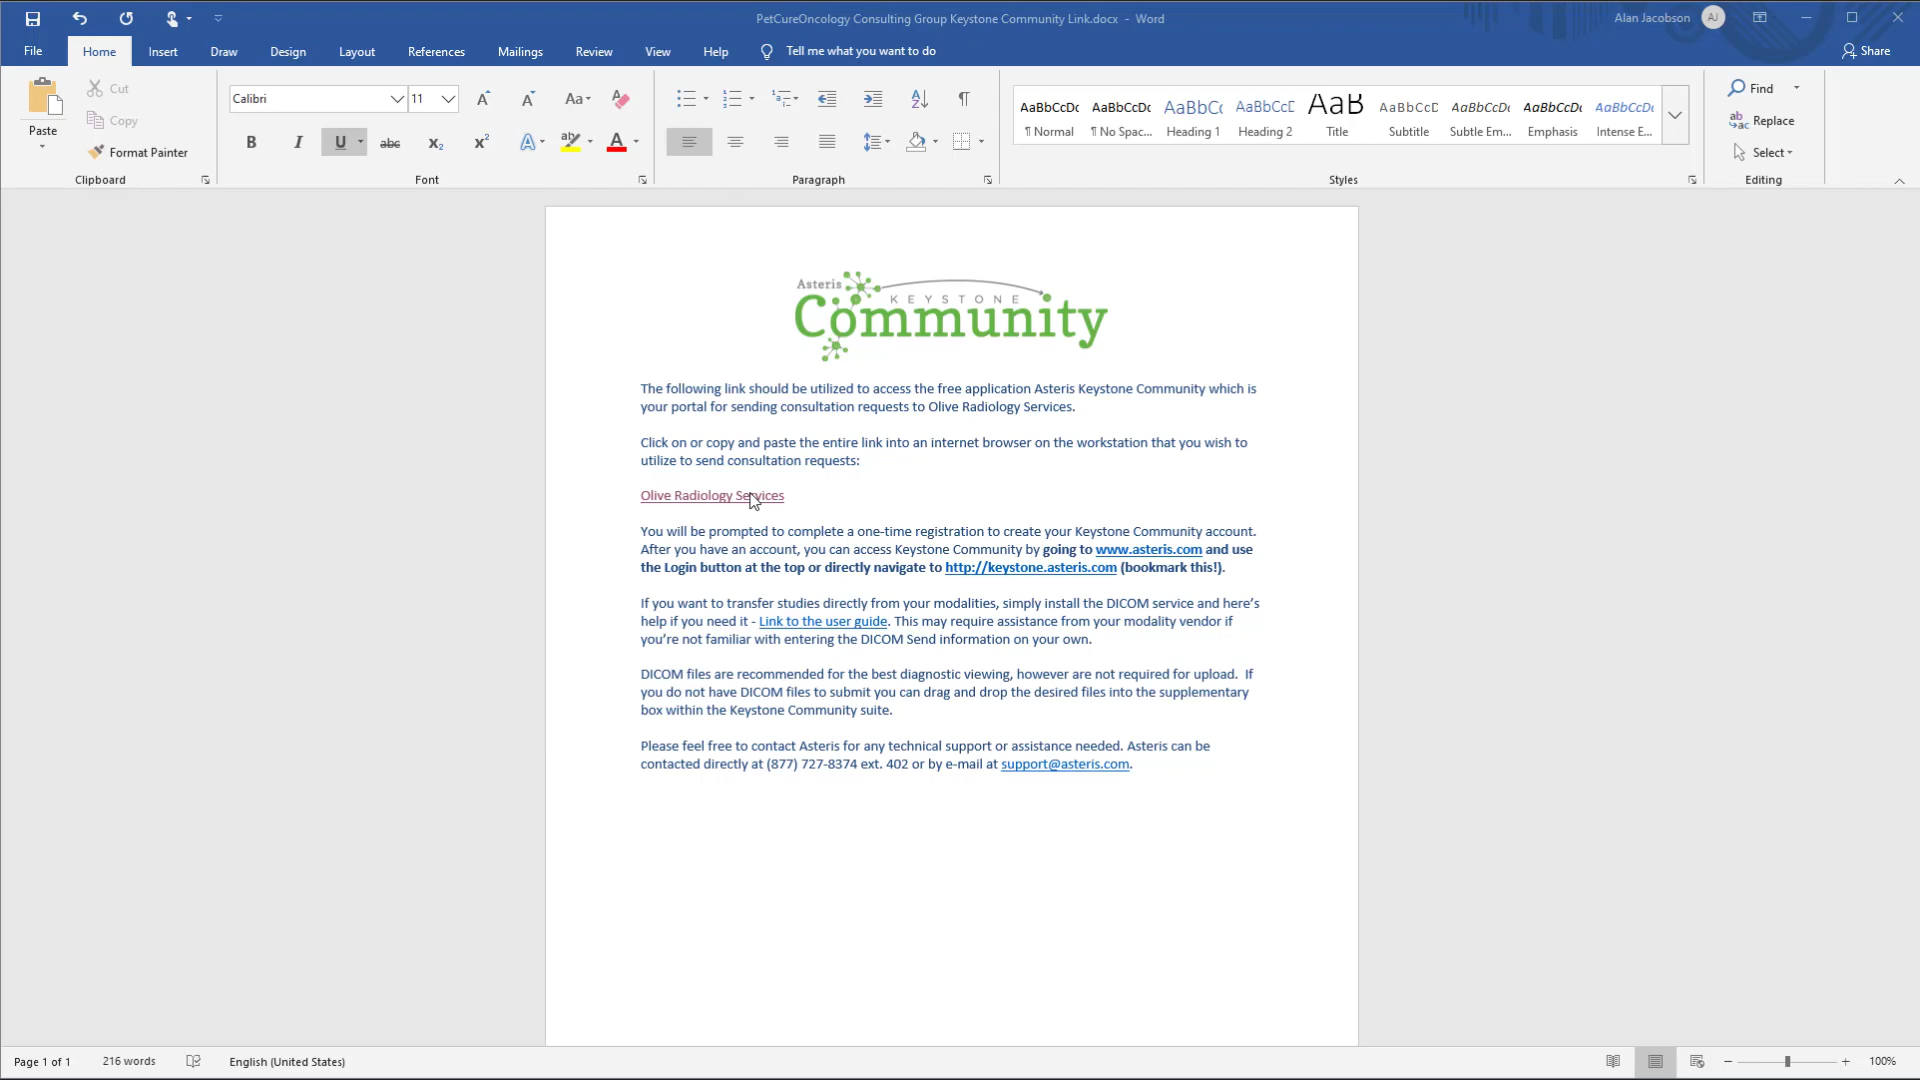 PetCureOncology Consulting Group Keystone Community Link.docx - Word
Alan Jacobson
AJ
File
Home
Insert
Draw
Design
Layout
References
Mailings
Review
View
Help
Tell me what you want to do
Share
Paste
Cut
Copy
Format Painter
Clipboard
Calibri
11
Aa
B I U abc x₂ x² A ab A
Font
Paragraph
AaBbCcDc AaBbCcDc AaBbCc AaBbCcD AaB AaBbCcD AaBbCcDc AaBbCcDc AaBbCcDc
¶ Normal ¶ No Spac... Heading 1 Heading 2 Title Subtitle Subtle Em... Emphasis Intense E...
Styles
Find
Replace
Select
Editing
Asteris
KEYSTONE
Community
The following link should be utilized to access the free application Asteris Keystone Community which is
your portal for sending consultation requests to Olive Radiology Services.
Click on or copy and paste the entire link into an internet browser on the workstation that you wish to
utilize to send consultation requests:
Olive Radiology Services
You will be prompted to complete a one-time registration to create your Keystone Community account.
After you have an account, you can access Keystone Community by going to www.asteris.com and use
the Login button at the top or directly navigate to http://keystone.asteris.com (bookmark this!).
If you want to transfer studies directly from your modalities, simply install the DICOM service and here’s
help if you need it - Link to the user guide. This may require assistance from your modality vendor if
you’re not familiar with entering the DICOM Send information on your own.
DICOM files are recommended for the best diagnostic viewing, however are not required for upload.  If
you do not have DICOM files to submit you can drag and drop the desired files into the supplementary
box within the Keystone Community suite.
Please feel free to contact Asteris for any technical support or assistance needed. Asteris can be
contacted directly at (877) 727-8374 ext. 402 or by e-mail at support@asteris.com.
Page 1 of 1
216 words
English (United States)
100%